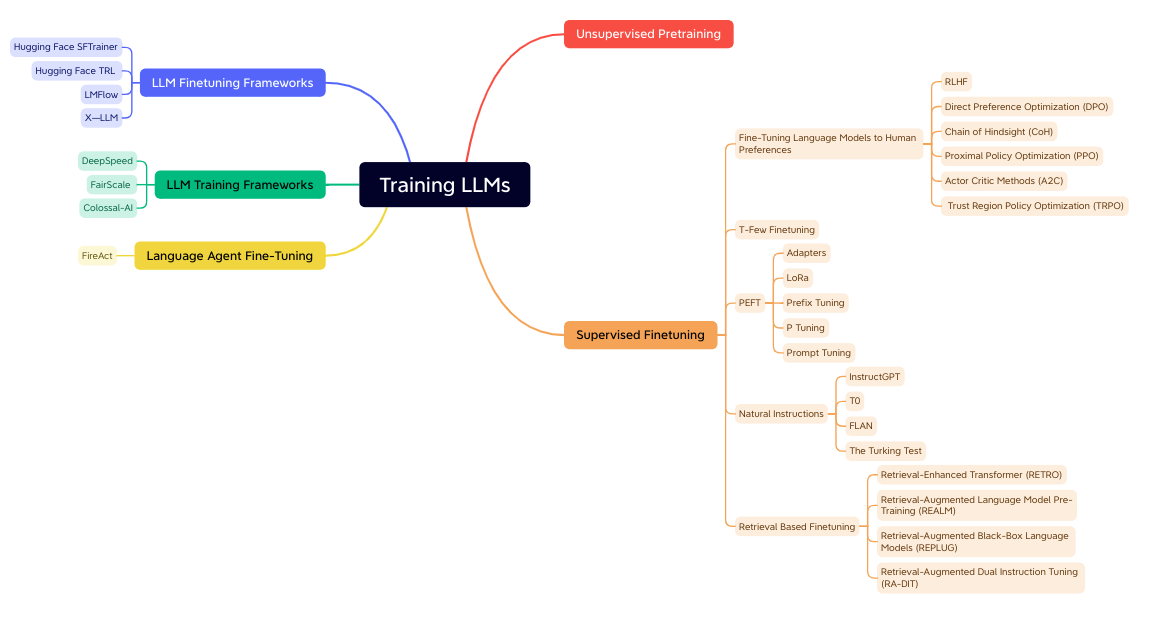 Training LLMs
Unsupervised Pretraining
Supervised Finetuning
Fine-Tuning Language Models to Human
Preferences
RLHF
Direct Preference Optimization (DPO)
Chain of Hindsight (CoH)
Proximal Policy Optimization (PPO)
Actor Critic Methods (A2C)
Trust Region Policy Optimization (TRPO)
T-Few Finetuning
PEFT
Adapters
LoRa
Prefix Tuning
P Tuning
Prompt Tuning
Natural Instructions
InstructGPT
T0
FLAN
The Turking Test
Retrieval Based Finetuning
Retrieval-Enhanced Transformer (RETRO)
Retrieval-Augmented Language Model Pre-
Training (REALM)
Retrieval-Augmented Black-Box Language
Models (REPLUG)
Retrieval-Augmented Dual Instruction Tuning
(RA-DIT)
LLM Finetuning Frameworks
Hugging Face SFTrainer
Hugging Face TRL
LMFlow
X—LLM
LLM Training Frameworks
DeepSpeed
FairScale
Colossal-AI
Language Agent Fine-Tuning
FireAct